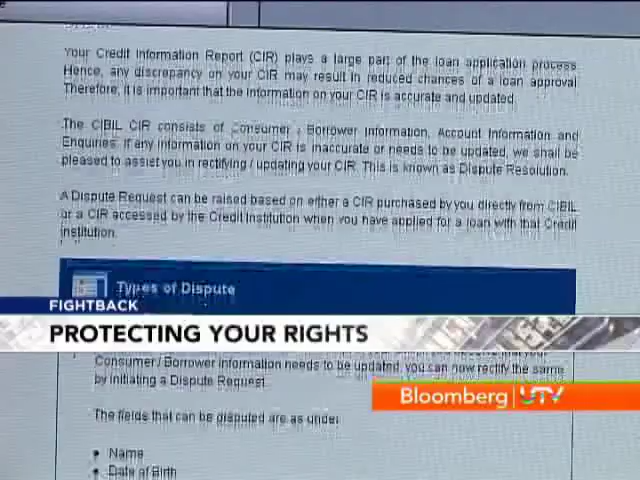 Your Credit Information Report (CIR) plays a large part of the loan application process
Hence, any discrepancy on your CIR may result in reduced chances of a loan approval
Therefore, it is important that the information on your CIR is accurate and updated.
The CIBIL CIR consists of Consumer / Borrower Information, Account Information and
Enquiries. If any information on your CIR is inaccurate or needs to be updated, we shall be
pleased to assist you in rectifying / updating your CIR. This is known as Dispute Resolution.
A Dispute Request can be raised based on either a CIR purchased by you directly from CIBIL
or a CIR accessed by the Credit Institution when you have applied for a loan with that Credit
Institution.
Types of Dispute
FIGHTBACK
PROTECTING YOUR RIGHTS
Consumer / Borrower information needs to be updated, you can now rectify the same
by initiating a Dispute Request.
Bloomberg | UTV
The fields that can be disputed are as under
• Name
• Date of Birth